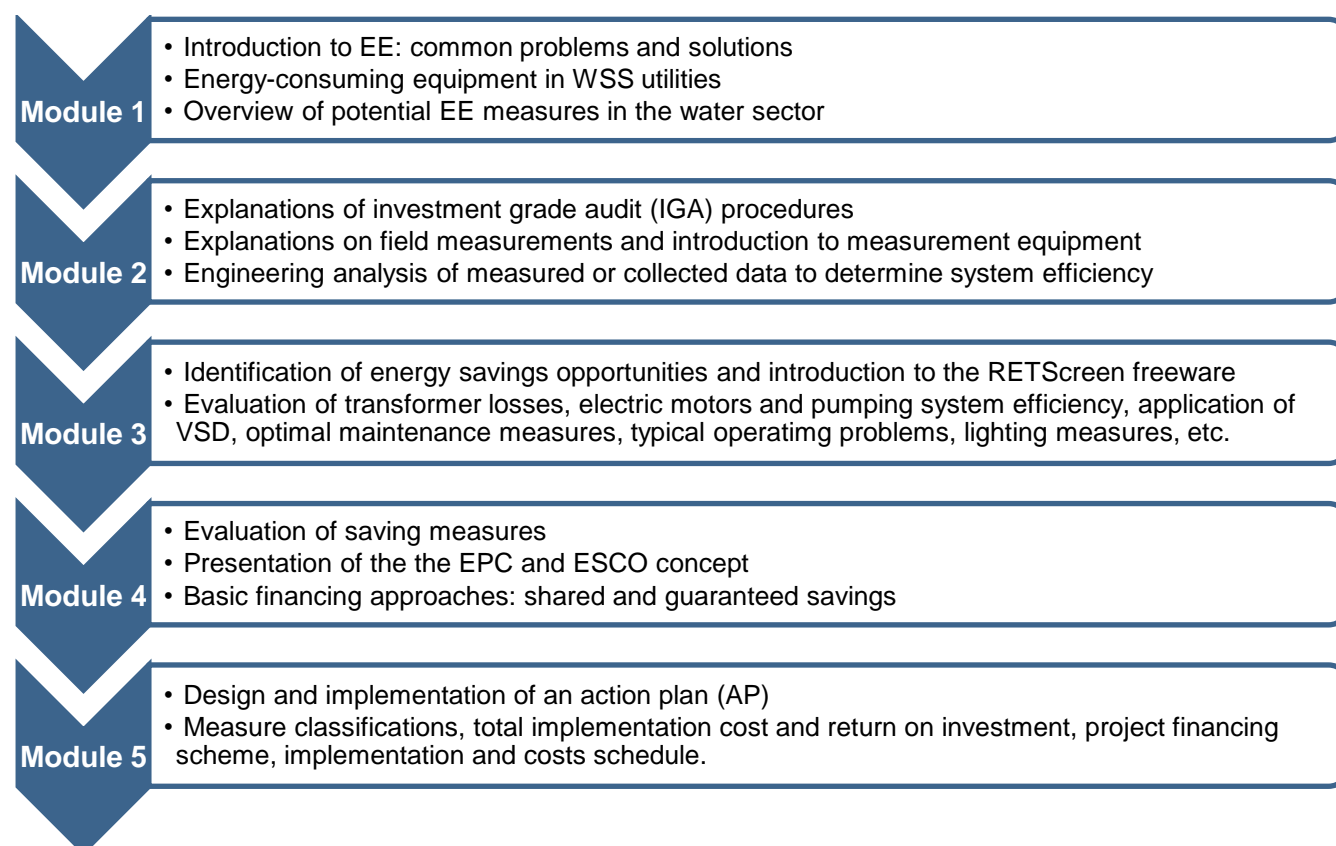 Module 1
• Introduction to EE: common problems and solutions
• Energy-consuming equipment in WSS utilities
• Overview of potential EE measures in the water sector
Module 2
• Explanations of investment grade audit (IGA) procedures
• Explanations on field measurements and introduction to measurement equipment
• Engineering analysis of measured or collected data to determine system efficiency
Module 3
• Identification of energy savings opportunities and introduction to the RETScreen freeware
• Evaluation of transformer losses, electric motors and pumping system efficiency, application of
VSD, optimal maintenance measures, typical operatimg problems, lighting measures, etc.
Module 4
• Evaluation of saving measures
• Presentation of the the EPC and ESCO concept
• Basic financing approaches: shared and guaranteed savings
Module 5
• Design and implementation of an action plan (AP)
• Measure classifications, total implementation cost and return on investment, project financing
scheme, implementation and costs schedule.